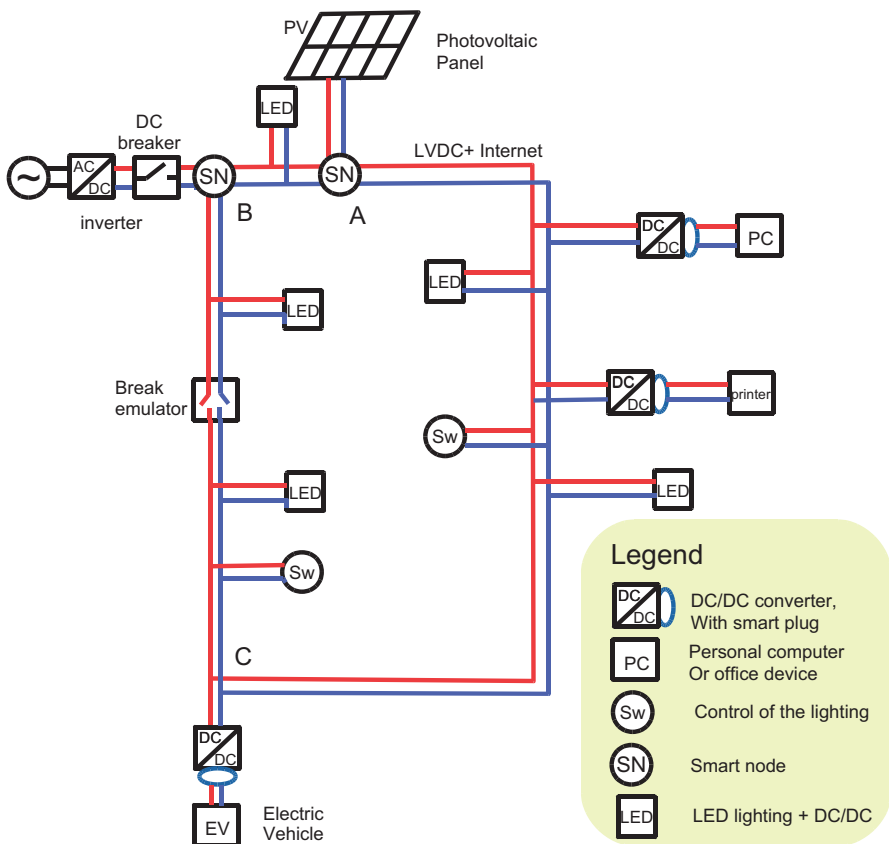 PV
Photovoltaic
Panel
LED
DC
breaker
LVDC+ Internet
~
AC
DC
SN
SN
inverter
B
A
DC
DC
PC
LED
LED
Break
emulator
DC
DC
printer
Sw
LED
LED
Sw
Legend
DC
DC
DC/DC converter,
With smart plug
C
PC
Personal computer
Or office device
Sw
Control of the lighting
DC
DC
SN
Smart node
EV
Electric
Vehicle
LED
LED lighting + DC/DC